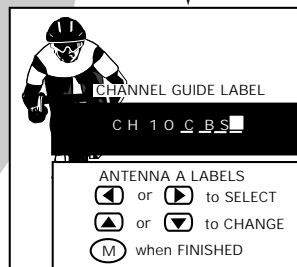 CHANNEL GUIDE LABEL
CH 10 CBS
ANTENNA A LABELS
or to SELECT
or to CHANGE
M when FINISHED